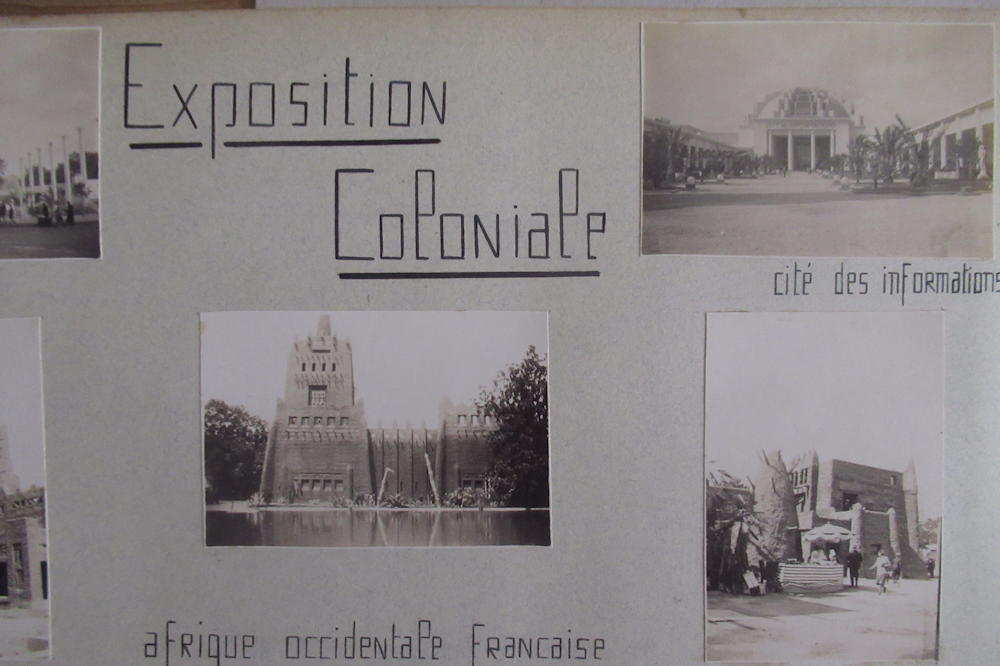 Exposition
Coloniale
cité des informations
afrique occidentale francaise